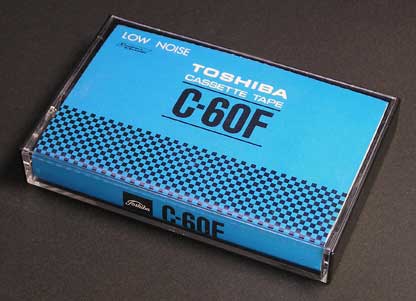 LOW NOISE
TOSHIBA
CASSETTE TAPE
C-60F
Toshiba
C-60F